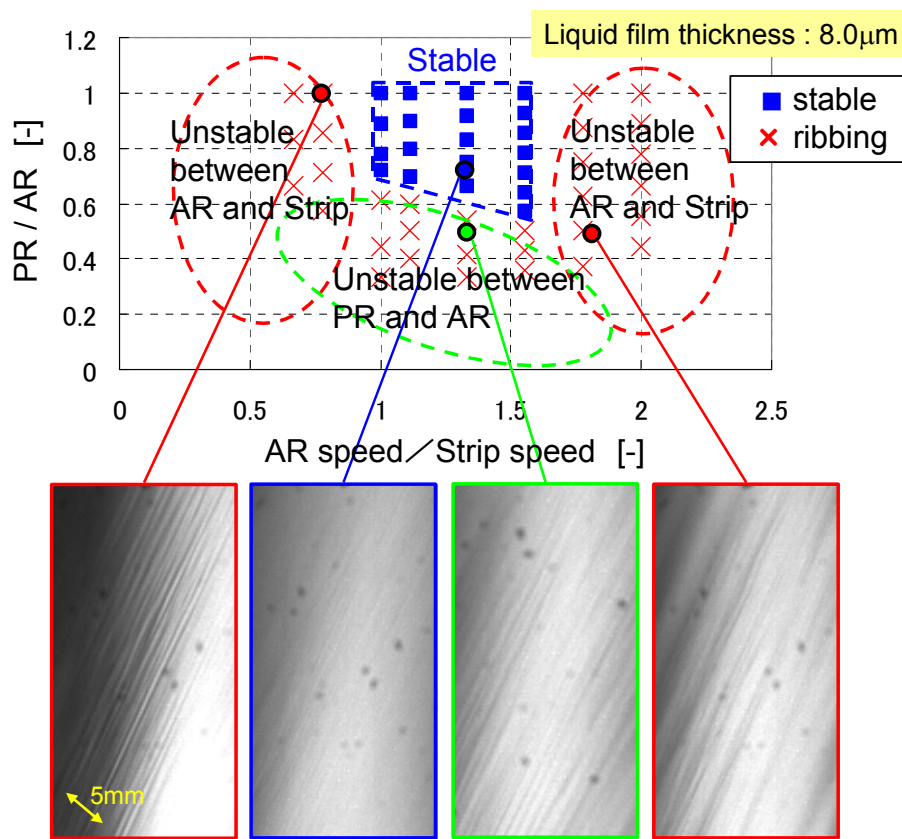 Liquid film thickness : 8.0μm
1.2
1
0.8
0.6
0.4
0.2
0
PR / AR [-]
Stable
stable
ribbing
Unstable
between
AR and Strip
Unstable
between
AR and Strip
Unstable between
PR and AR
0
0.5
1
1.5
2
2.5
AR speed／Strip speed [-]
5mm